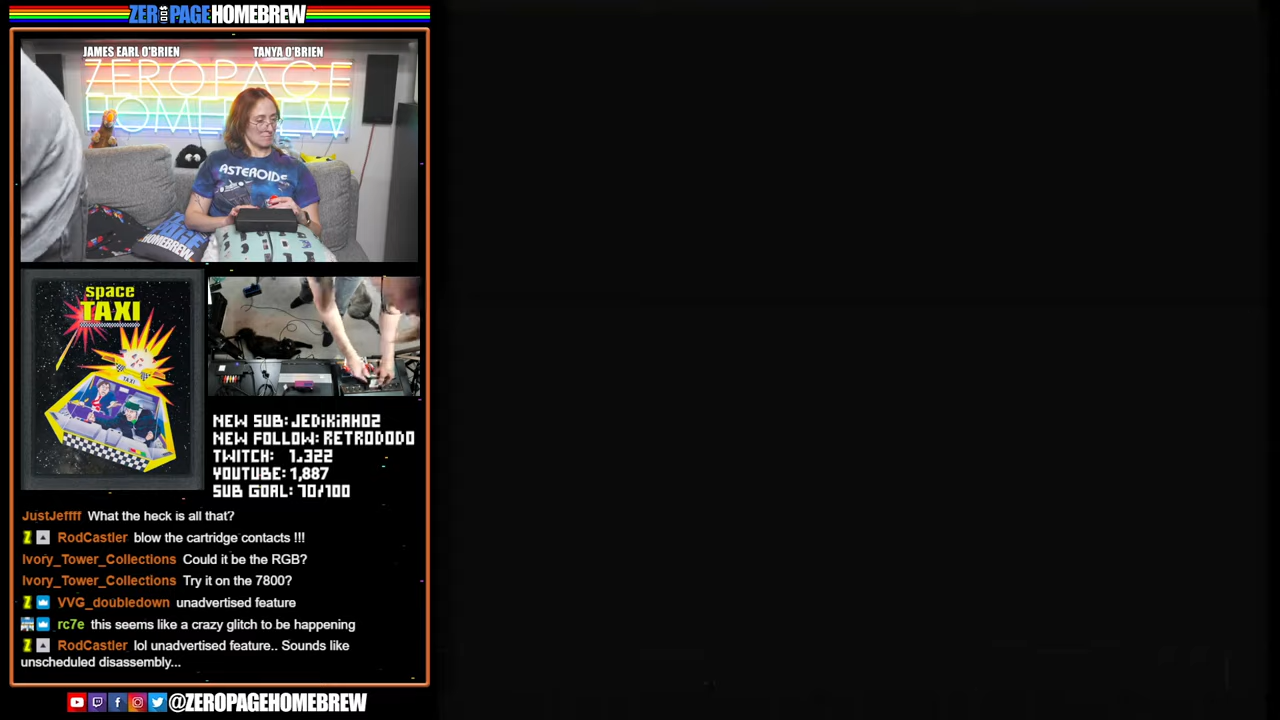 ZEROPAGE HOMEBREW
JAMES EARL O'BRIEN
TANYA O'BRIEN
ZEROPAGE
HOMEBREW
ASTEROIDS
HOMEBREW
space
TAXI
TAXI
NEW SUB: JEDIKIAH02
NEW FOLLOW: RETRODODO
TWITCH: 1,322
YOUTUBE: 1,887
SUB GOAL: 70/100
JustJeffff What the heck is all that?
RodCastler blow the cartridge contacts !!!
Ivory_Tower_Collections Could it be the RGB?
Ivory_Tower_Collections Try it on the 7800?
VVG_doubledown unadvertised feature
rc7e this seems like a crazy glitch to be happening
RodCastler lol unadvertised feature.. Sounds like
unscheduled disassembly...
@ZEROPAGEHOMEBREW